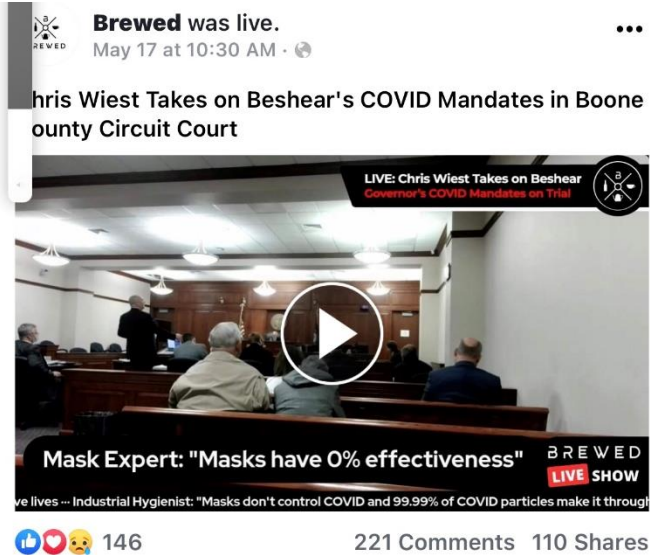 Brewed was live.
May 17 at 10:30 AM ·
hris Wiest Takes on Beshear's COVID Mandates in Boone
ounty Circuit Court
LIVE: Chris Wiest Takes on Beshear
Governor's COVID Mandates on Trial
Mask Expert: "Masks have 0% effectiveness"
BREWED
LIVE SHOW
ve lives ··· Industrial Hygienist: "Masks don't control COVID and 99.99% of COVID particles make it through
146
221 Comments 110 Shares